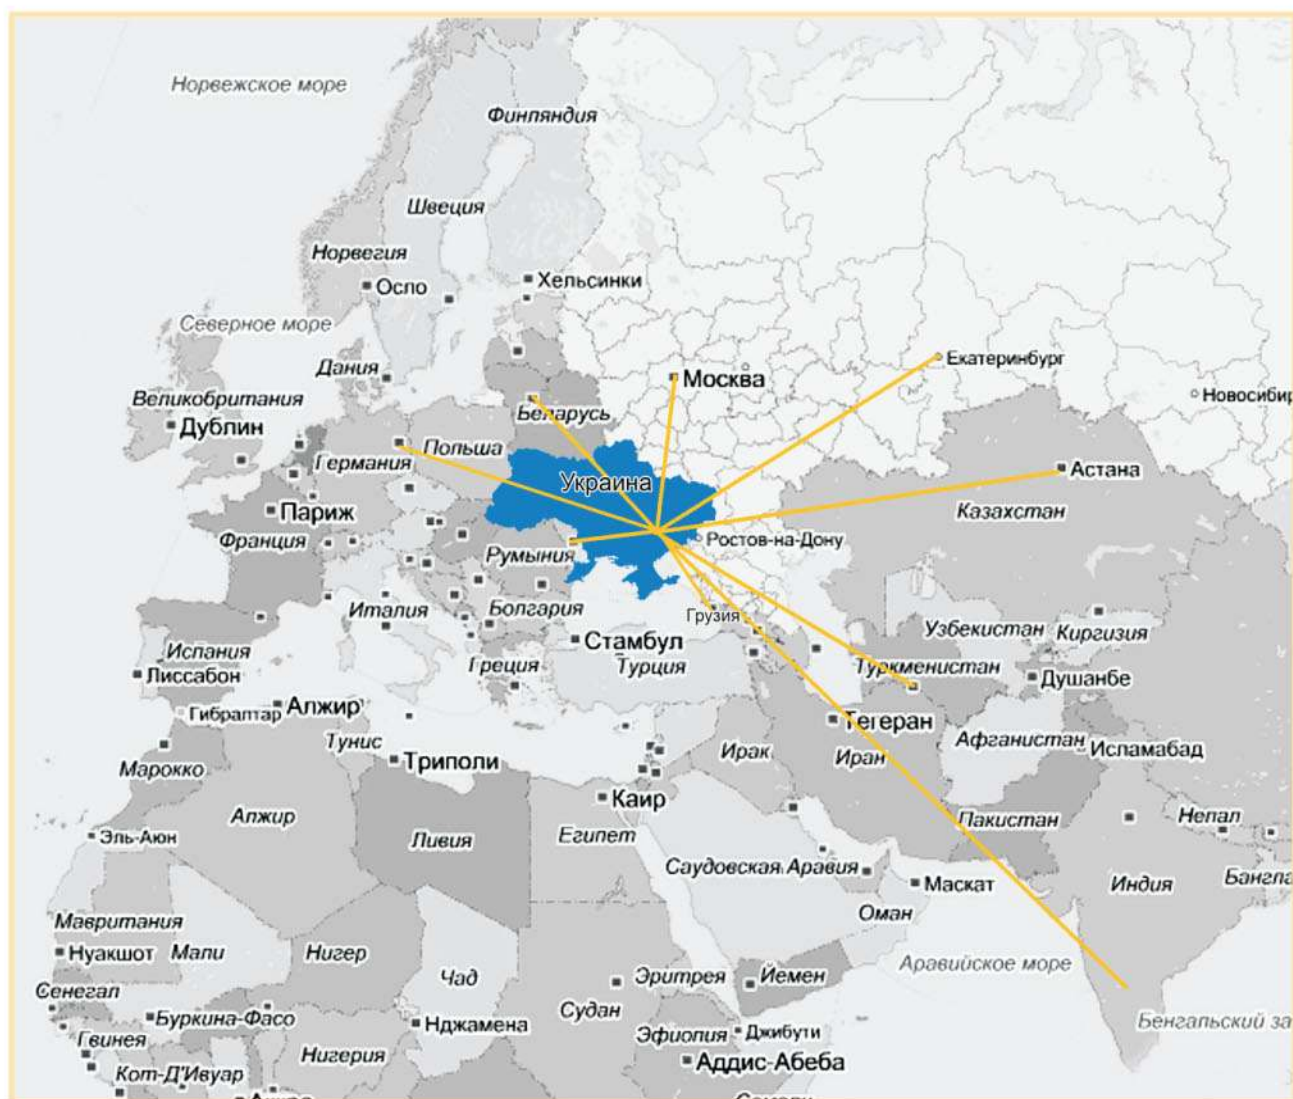 Норвежское море
Финляндия
Швеция
Норвегия
Осло
Хельсинки
Северное море
Екатеринбург
Дания
Москва
Новосибир
Великобритания
Беларусь
Дублин
Польша
Германия
Астана
Украина
Париж
Казахстан
Франция
Ростов-на-Дону
Румыния
Италия
Болгария
Грузия
Узбекистан
Киргизия
Стамбул
Испания
Греция
Турция
Туркменистан
Лиссабон
Душанбе
Гибралтар
Алжир
Тегеран
Тунис
Афганистан
Исламабад
Ирак
Иран
Марокко
Триполи
Каир
Алжир
Египет
Пакистан
Непал
Эль-Аюн
Ливия
Саудовская Аравия
Маскат
Индия
Бангла
Оман
Мавритания
Нуакшот
Мали
Нигер
Чад
Эритрея
Йемен
Аравийское море
Сенегал
Судан
Буркина-Фасо
Нджамена
Эфиопия
Джибути
Бенгальский за
Гвинея
Нигерия
Аддис-Абеба
Кот-Д'Ивуар